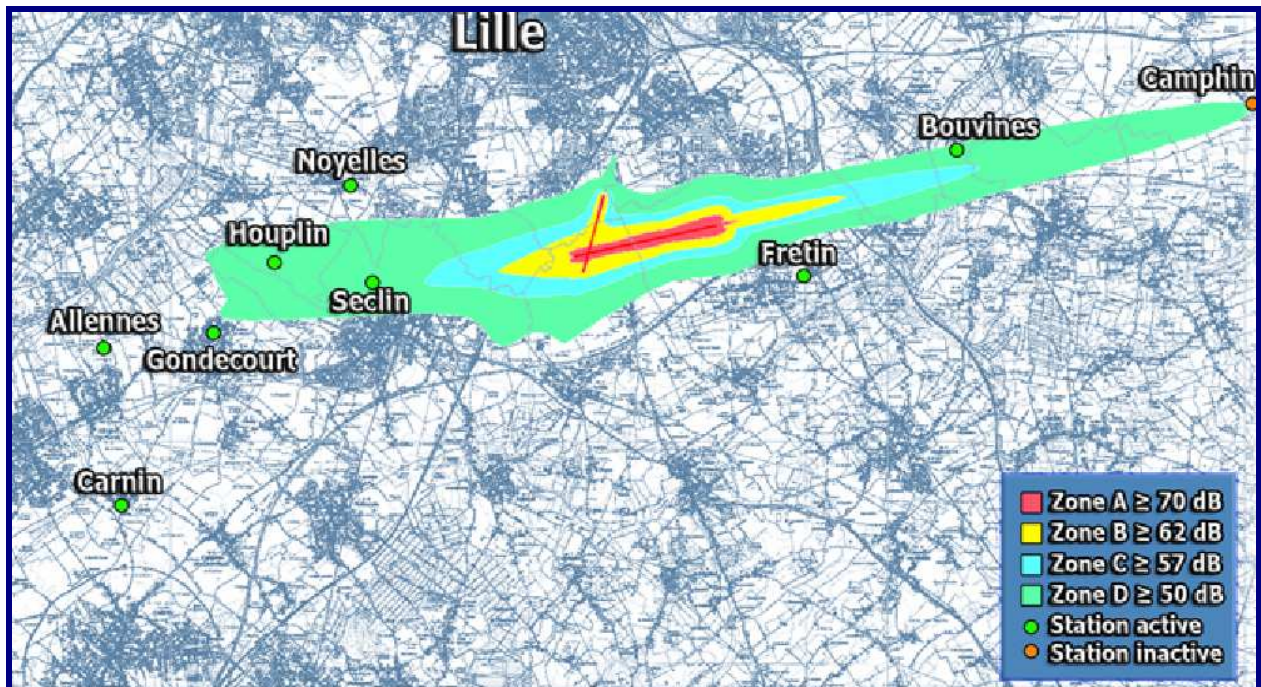 Lille
Camphin
Bouvines
Noyelles
Houplin
Fretin
Seclin
Allennes
Gondecourt
Carnin
Zone A ≥ 70 dB
Zone B ≥ 62 dB
Zone C ≥ 57 dB
Zone D ≥ 50 dB
Station active
Station inactive